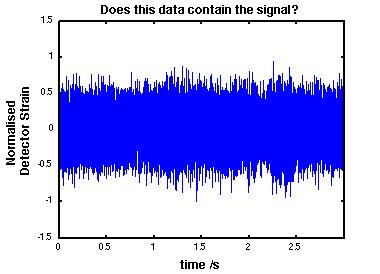 Does this data contain the signal?
1.5
1
0.5
0
-0.5
-1
-1.5
Normalised
Detector Strain
0 0.5 1 1.5 2 2.5
time /s